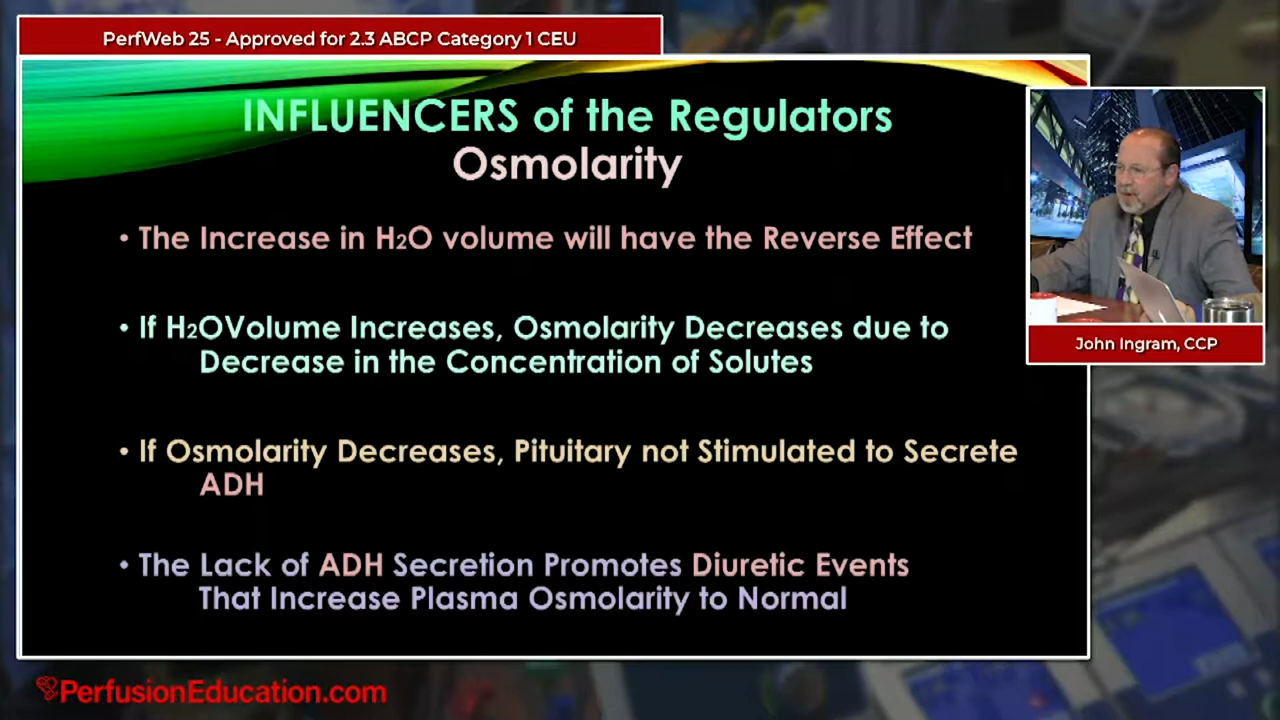 PerfWeb 25 - Approved for 2.3 ABCP Category 1 CEU
INFLUENCERS of the Regulators
Osmolarity
• The Increase in H₂O volume will have the Reverse Effect
• If H₂OVolume Increases, Osmolarity Decreases due to
Decrease in the Concentration of Solutes
• If Osmolarity Decreases, Pituitary not Stimulated to Secrete
ADH
• The Lack of ADH Secretion Promotes Diuretic Events
That Increase Plasma Osmolarity to Normal
John Ingram, CCP
PerfusionEducation.com